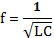 f = 1
√LC